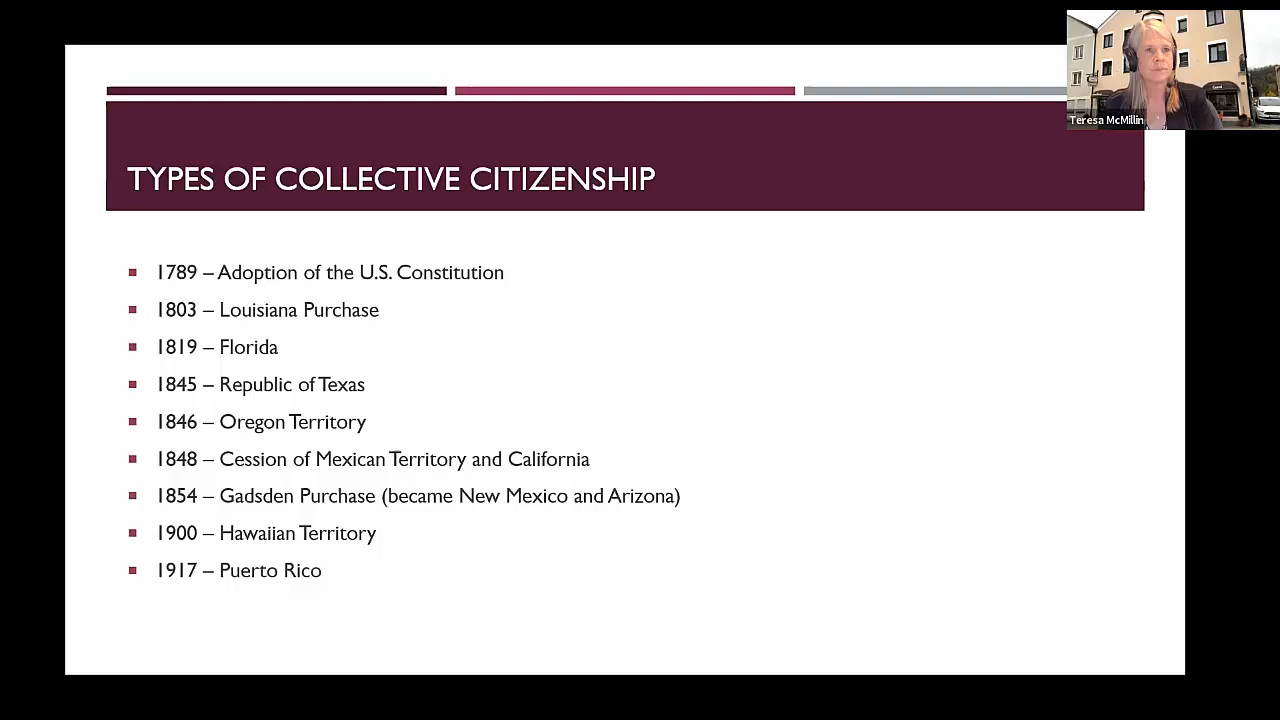 Teresa McMillin
TYPES OF COLLECTIVE CITIZENSHIP
1789 – Adoption of the U.S. Constitution
1803 – Louisiana Purchase
1819 – Florida
1845 – Republic of Texas
1846 – Oregon Territory
1848 – Cession of Mexican Territory and California
1854 – Gadsden Purchase (became New Mexico and Arizona)
1900 – Hawaiian Territory
1917 – Puerto Rico